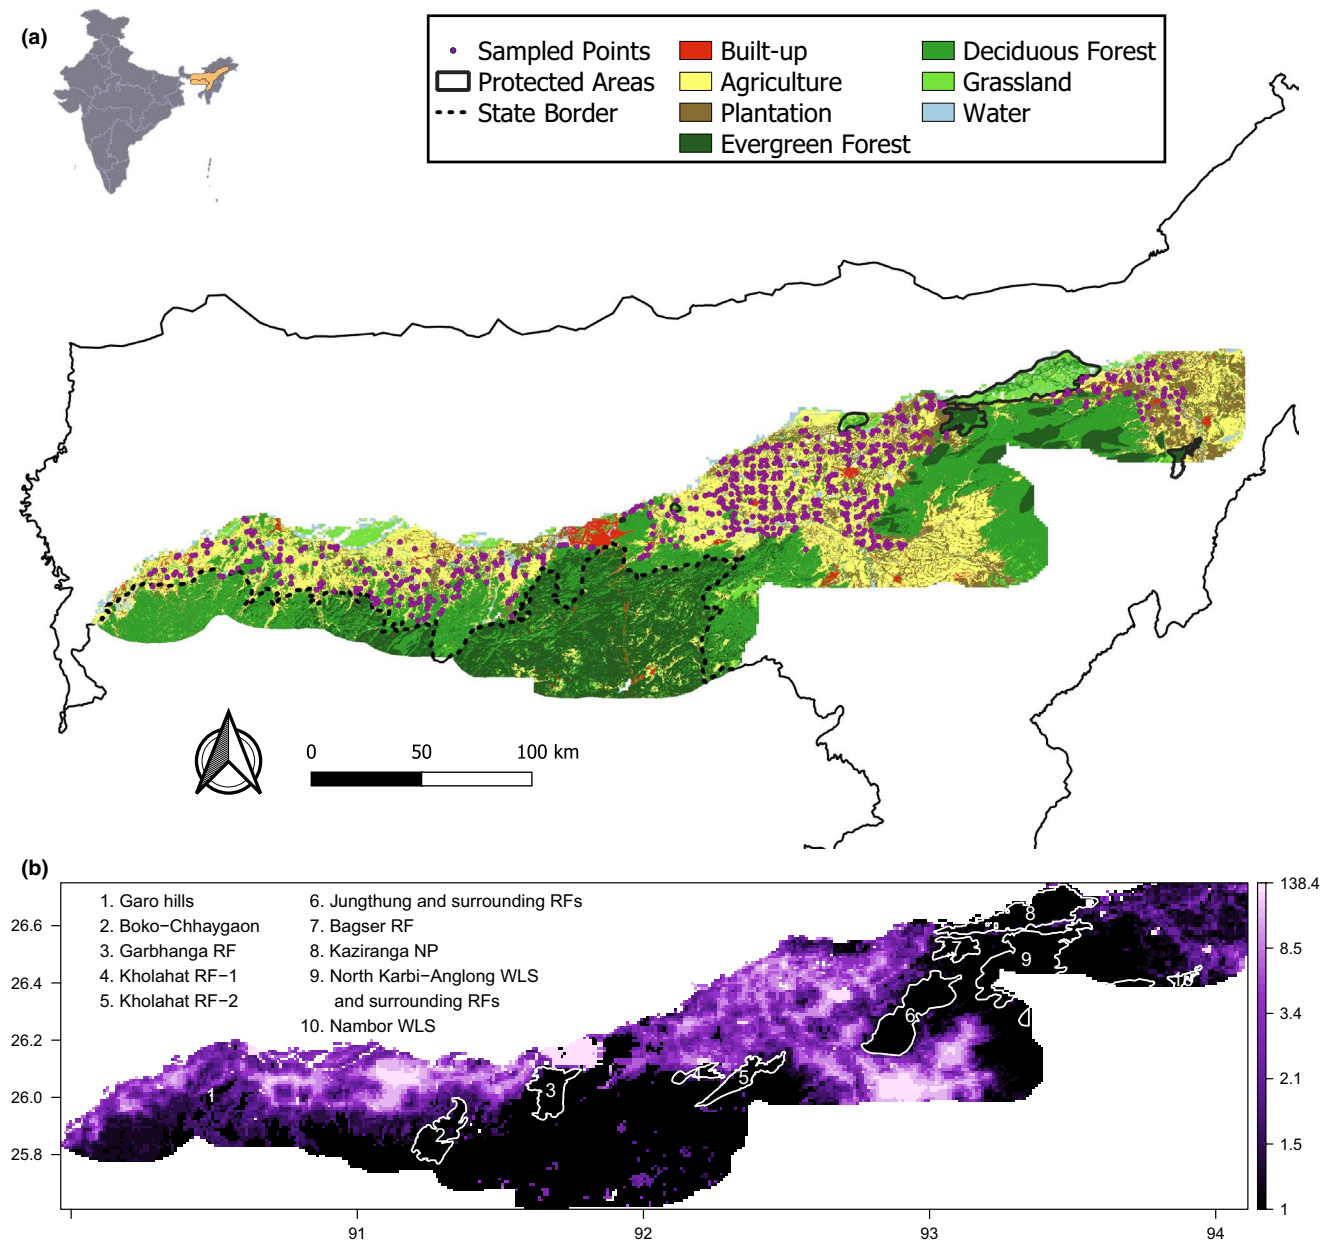 (a)
Sampled Points
Protected Areas
State Border
Built-up
Agriculture
Plantation
Evergreen Forest
Deciduous Forest
Grassland
Water
0 50 100 km
(b)
1. Garo hills
2. Boko−Chhaygaon
3. Garbhanga RF
4. Kholahat RF−1
5. Kholahat RF−2
6. Jungthung and surrounding RFs
7. Bagser RF
8. Kaziranga NP
9. North Karbi−Anglong WLS
and surrounding RFs
10. Nambor WLS
26.6
26.4
26.2
26.0
25.8
1
2
3
4
5
6
7
8
9
10
138.4
8.5
3.4
2.1
1.5
1
91 92 93 94